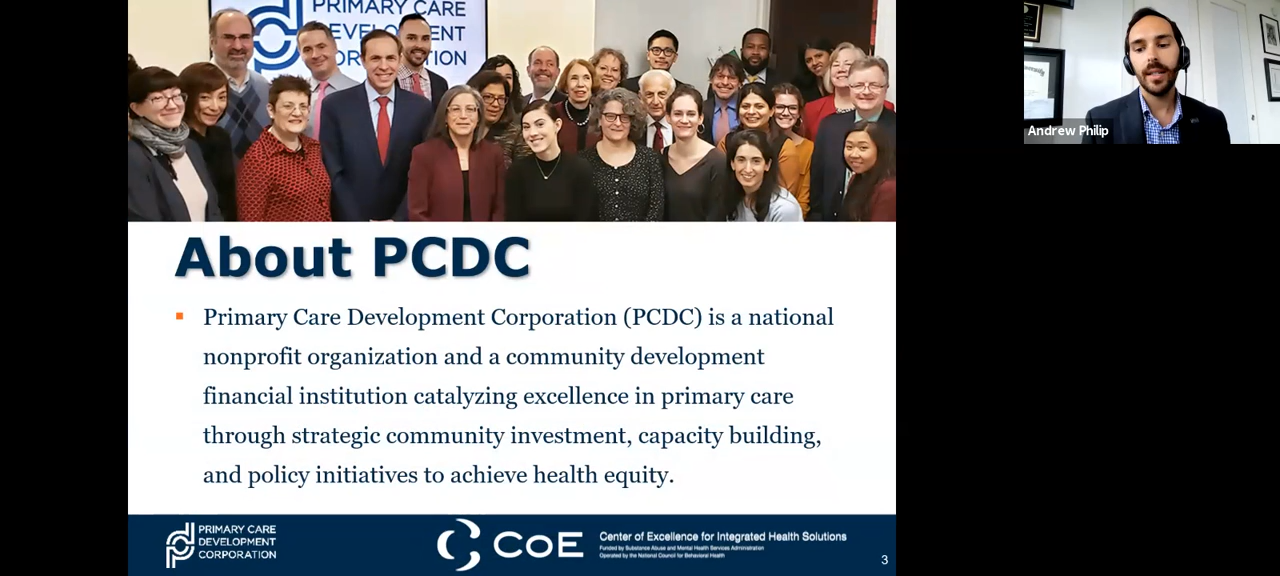 PRIMARY CARE
DEVELOPMENT
CORPORATION
Andrew Philip
About PCDC
▪ Primary Care Development Corporation (PCDC) is a national
nonprofit organization and a community development
financial institution catalyzing excellence in primary care
through strategic community investment, capacity building,
and policy initiatives to achieve health equity.
PRIMARY CARE
DEVELOPMENT
CORPORATION
CoE
Center of Excellence for Integrated Health Solutions
Funded by Substance Abuse and Mental Health Services Administration
Operated by the National Council for Behavioral Health
3